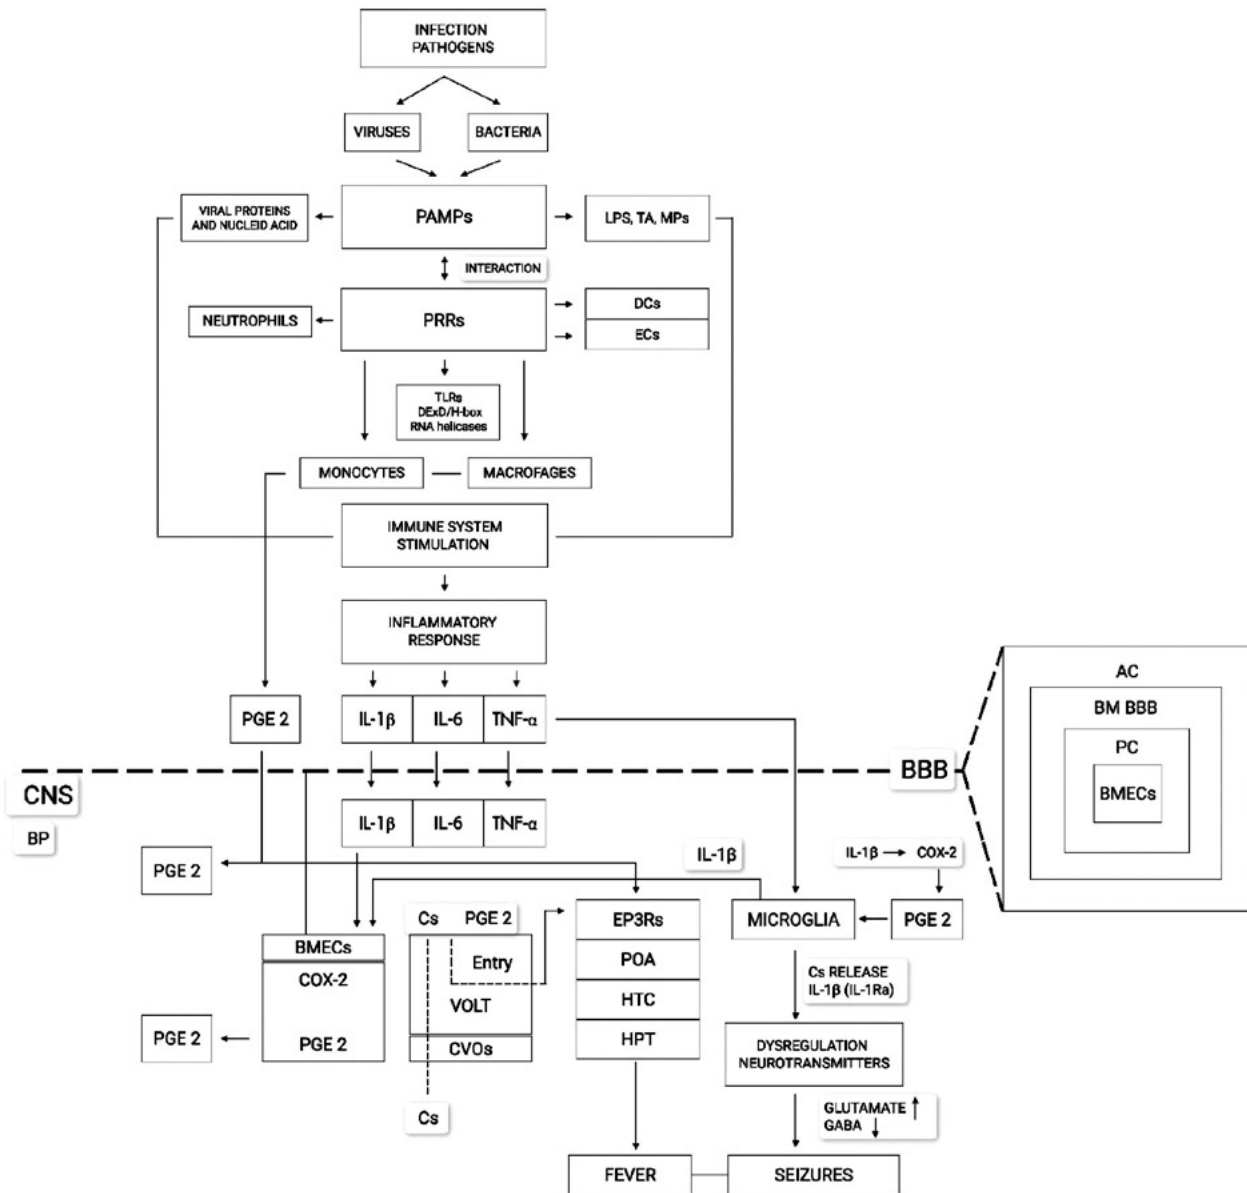 INFECTION
PATHOGENS
VIRUSES
BACTERIA
VIRAL PROTEINS
AND NUCLEID ACID
PAMPs
LPS, TA, MPs
INTERACTION
NEUTROPHILS
PRRs
DCs
ECs
TLRs
DExD/H-box
RNA helicases
MONOCYTES
MACROFAGES
IMMUNE SYSTEM
STIMULATION
INFLAMMATORY
RESPONSE
PGE 2
IL-1β
IL-6
TNF-α
AC
BM BBB
PC
BMECs
BBB
CNS
BP
IL-1β
IL-6
TNF-α
PGE 2
IL-1β
IL-1β
COX-2
Cs
PGE 2
EP3Rs
MICROGLIA
PGE 2
BMECs
COX-2
PGE 2
Entry
VOLT
CVOs
POA
HTC
HPT
Cs RELEASE
IL-1β (IL-1Ra)
PGE 2
DYSREGULATION
NEUROTRANSMITTERS
Cs
GLUTAMATE ↑
GABA ↓
FEVER
SEIZURES